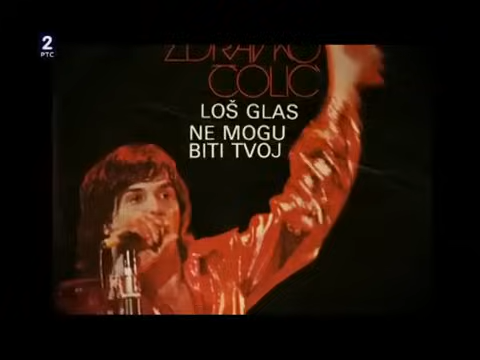 2
РТС
ZDRAVKO
ČOLIĆ
LOŠ GLAS
NE MOGU
BITI TVOJ